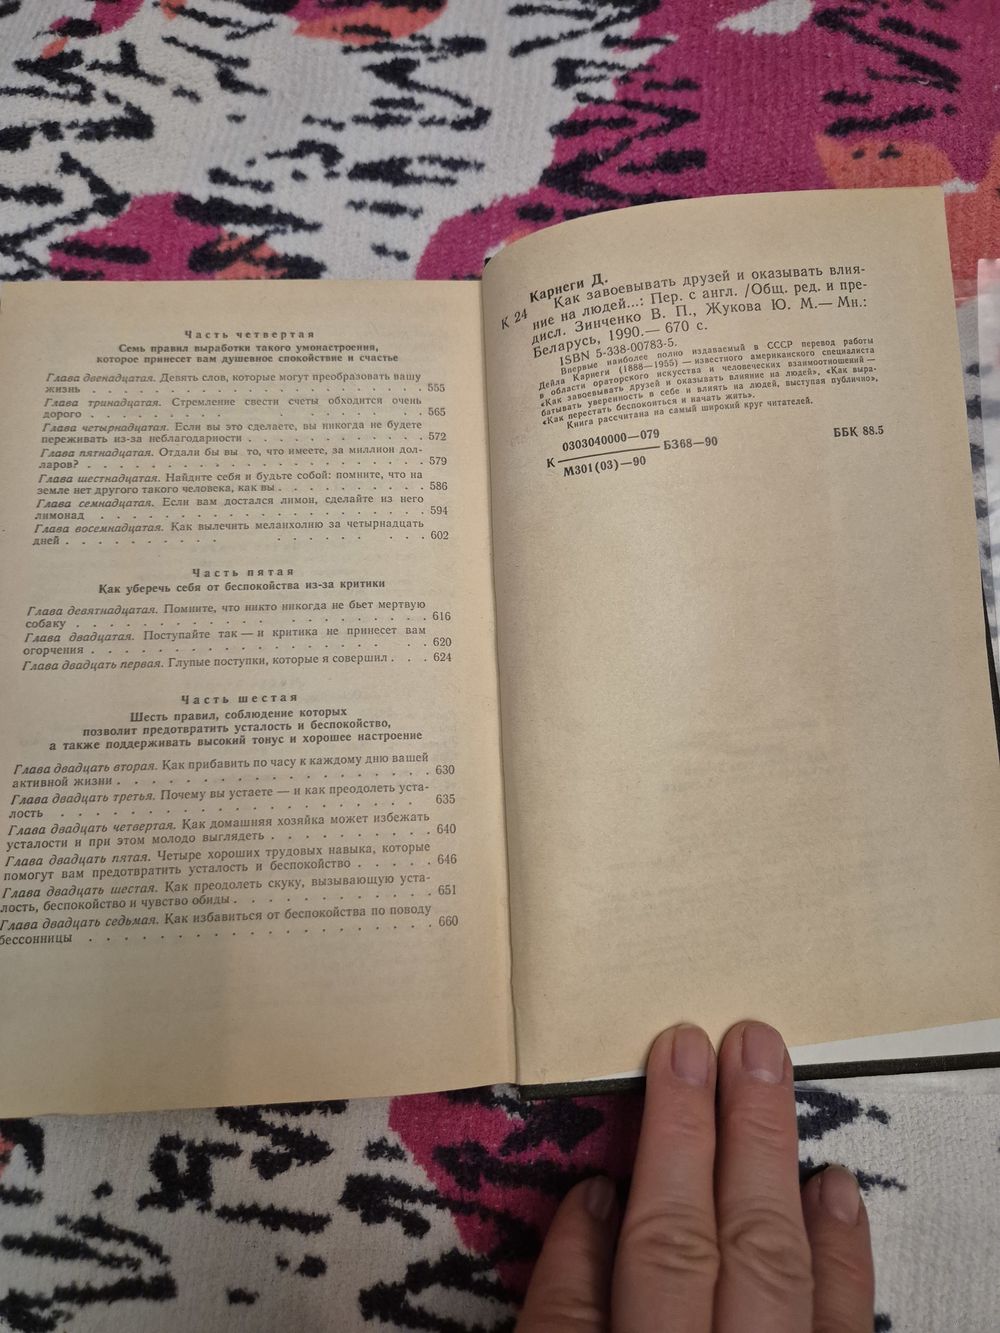 Часть четвертая
Семь правил выработки такого умонастроения,
которое принесет вам душевное спокойствие и счастье
Глава двенадцатая. Девять слов, которые могут преобразовать вашу
жизнь . . . . . . . . . . . . . . . . . . 555
Глава тринадцатая. Стремление свести счеты обходится очень
дорого . . . . . . . . . . . . . . . . . . 565
Глава четырнадцатая. Если вы это сделаете, вы никогда не будете
переживать из-за неблагодарности . . . . . . . . . 572
Глава пятнадцатая. Отдали бы вы то, что имеете, за миллион дол-
ларов? . . . . . . . . . . . . . . . . . . 579
Глава шестнадцатая. Найдите себя и будьте собой: помните, что на
земле нет другого такого человека, как вы . . . . . . . 586
Глава семнадцатая. Если вам достался лимон, сделайте из него
лимонад . . . . . . . . . . . . . . . . . 594
Глава восемнадцатая. Как вылечить меланхолию за четырнадцать
дней . . . . . . . . . . . . . . . . . . 602
Часть пятая
Как уберечь себя от беспокойства из-за критики
Глава девятнадцатая. Помните, что никто никогда не бьет мертвую
собаку . . . . . . . . . . . . . . . . . . 616
Глава двадцатая. Поступайте так — и критика не принесет вам
огорчения . . . . . . . . . . . . . . . . . 620
Глава двадцать первая. Глупые поступки, которые я совершил . . . 624
Часть шестая
Шесть правил, соблюдение которых
позволит предотвратить усталость и беспокойство,
а также поддерживать высокий тонус и хорошее настроение
Глава двадцать вторая. Как прибавить по часу к каждому дню вашей
активной жизни . . . . . . . . . . . . . . . 630
Глава двадцать третья. Почему вы устаете — и как преодолеть уста-
лость . . . . . . . . . . . . . . . . . . 635
Глава двадцать четвертая. Как домашняя хозяйка может избежать
усталости и при этом молодо выглядеть . . . . . . . . 640
Глава двадцать пятая. Четыре хороших трудовых навыка, которые
помогут вам предотвратить усталость и беспокойство . . . . . 646
Глава двадцать шестая. Как преодолеть скуку, вызывающую уста-
лость, беспокойство и чувство обиды . . . . . . . . . 651
Глава двадцать седьмая. Как избавиться от беспокойства по поводу
бессонницы . . . . . . . . . . . . . . . . . 660
Карнеги Д.
К 24 Как завоевывать друзей и оказывать влия-
ние на людей...: Пер. с англ. /Общ. ред. и пре-
дисл. Зинченко В. П., Жукова Ю. М.— Мн.:
Беларусь, 1990.— 670 с.
ISBN 5-338-00783-5.
Впервые наиболее полно издаваемый в СССР перевод работы
Дейла Карнеги (1888—1955) — известного американского специалиста
в области ораторского искусства и человеческих взаимоотношений —
«Как завоевывать друзей и оказывать влияние на людей», «Как выра-
батывать уверенность в себе и влиять на людей, выступая публично»,
«Как перестать беспокоиться и начать жить».
Книга рассчитана на самый широкий круг читателей.
0303040000—079
К БЗ68—90
М301(03)—90
ББК 88.5